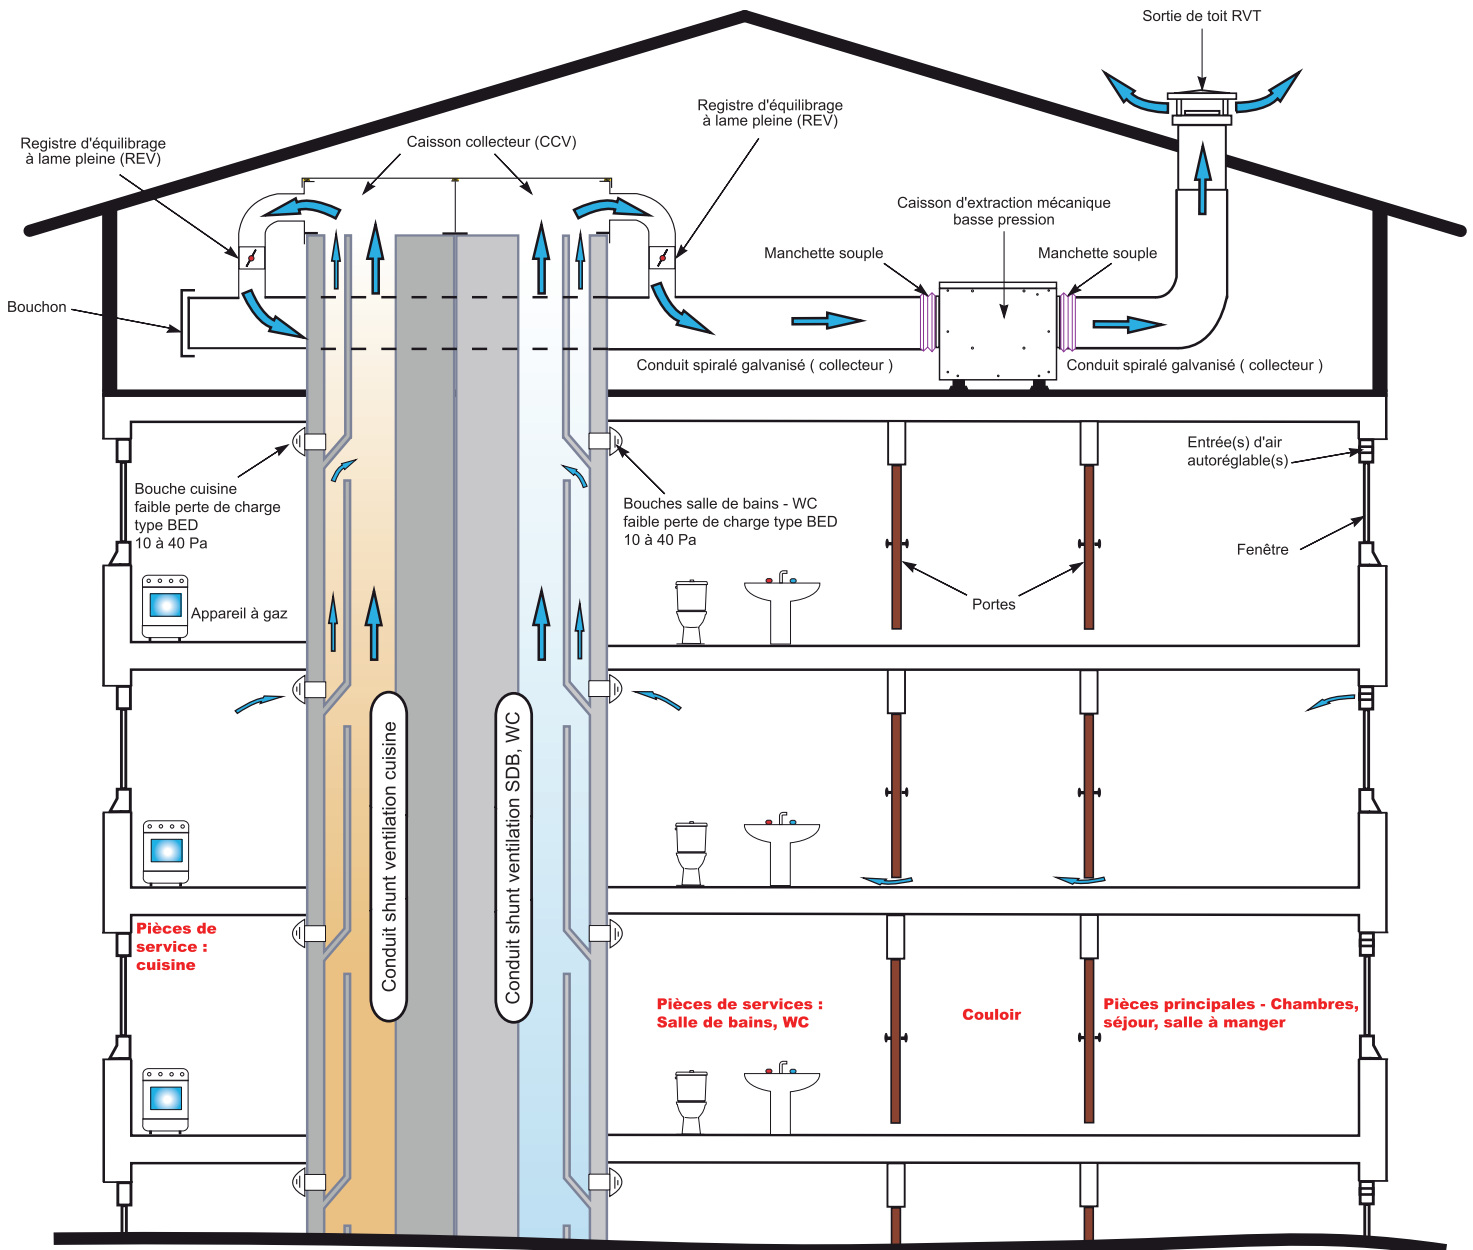 Sortie de toit RVT
Registre d'équilibrage
à lame pleine (REV)
Registre d'équilibrage
à lame pleine (REV)
Caisson collecteur (CCV)
Caisson d'extraction mécanique
basse pression
Manchette souple
Manchette souple
Bouchon
Conduit spiralé galvanisé ( collecteur )
Conduit spiralé galvanisé ( collecteur )
Entrée(s) d'air
autoréglable(s)
Bouche cuisine
faible perte de charge
type BED
10 à 40 Pa
Bouches salle de bains - WC
faible perte de charge type BED
10 à 40 Pa
Fenêtre
Portes
Appareil à gaz
Conduit shunt ventilation cuisine
Conduit shunt ventilation SDB, WC
Pièces de
service :
cuisine
Pièces de services :
Salle de bains, WC
Couloir
Pièces principales - Chambres,
séjour, salle à manger